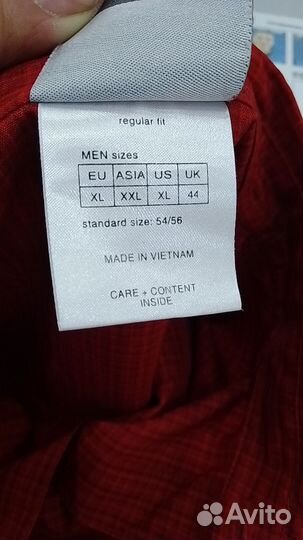 regular fit
MEN sizes
EU ASIA US UK
XL XXL XL 44
standard size: 54/56
MADE IN VIETNAM
CARE + CONTENT
INSIDE
Avito